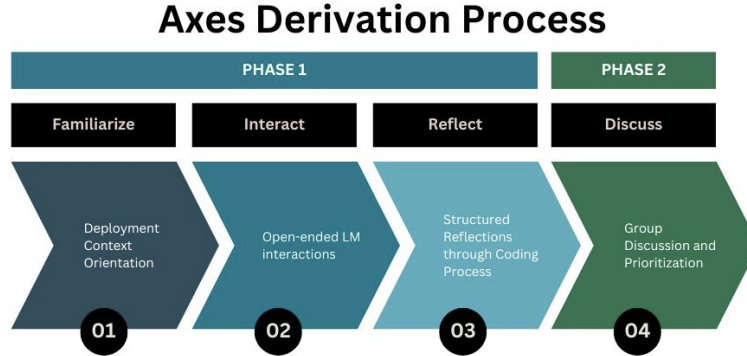 Axes Derivation Process
PHASE 1
PHASE 2
Familiarize
Interact
Reflect
Discuss
Deployment
Context
Orientation
Open-ended LM
interactions
Structured
Reflections
through Coding
Process
Group
Discussion and
Prioritization
01
02
03
04